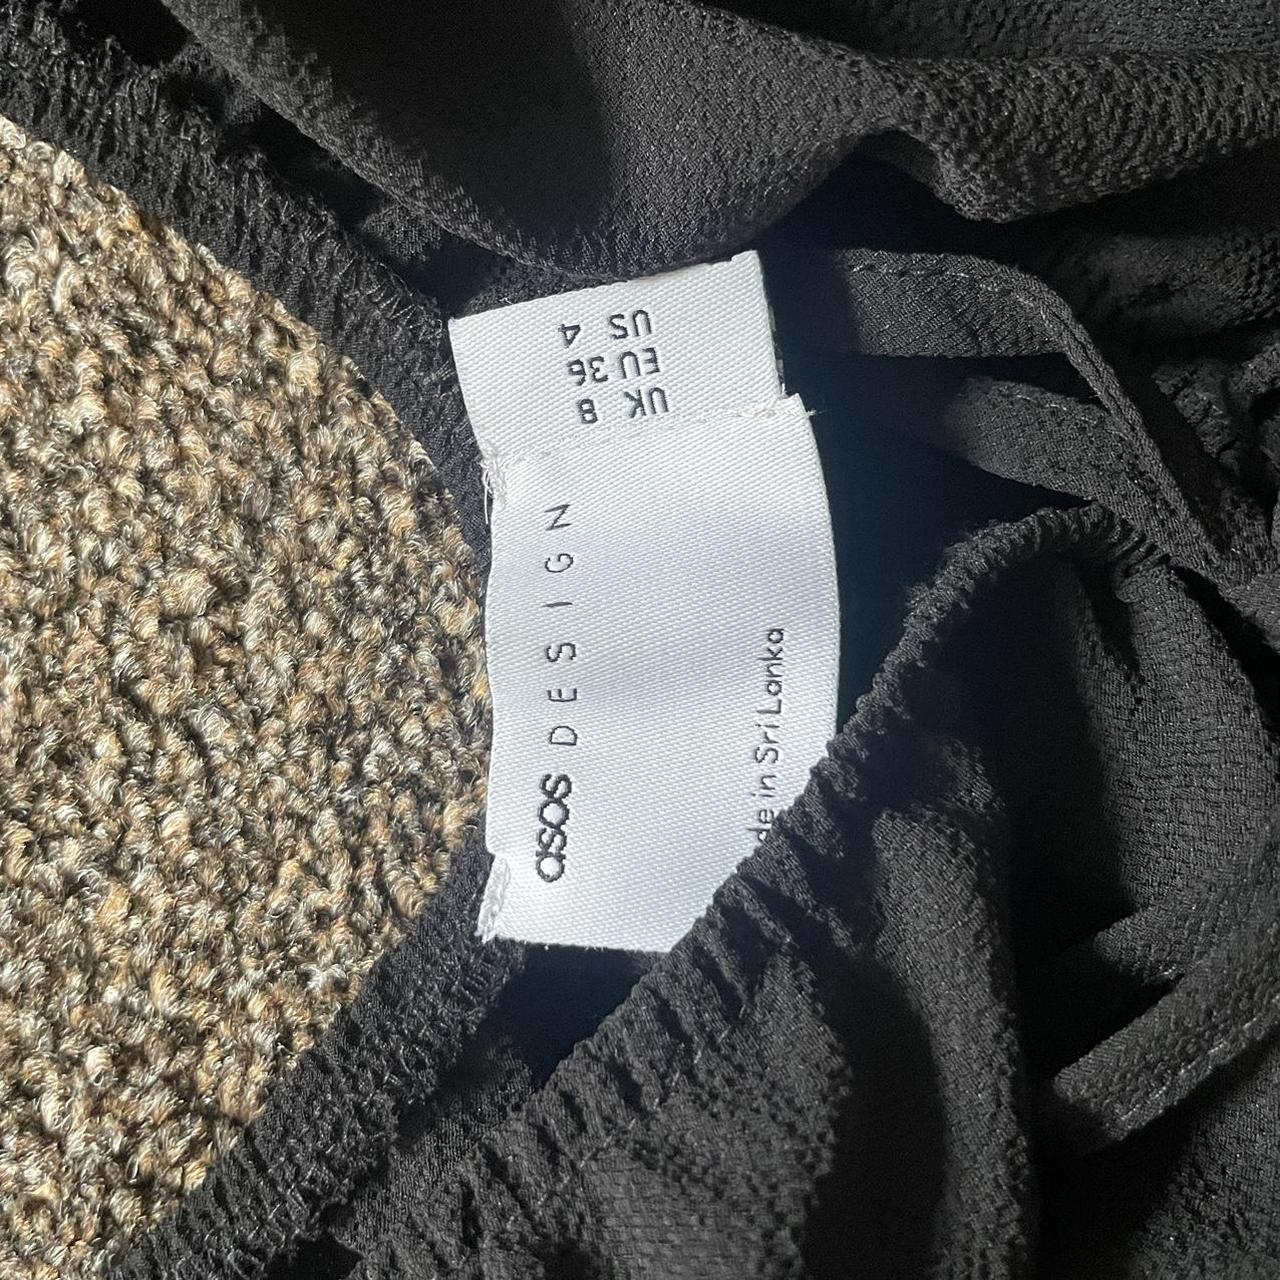 asos DESIGN
de in Sri Lanka
UK 8
EU 36
US 4